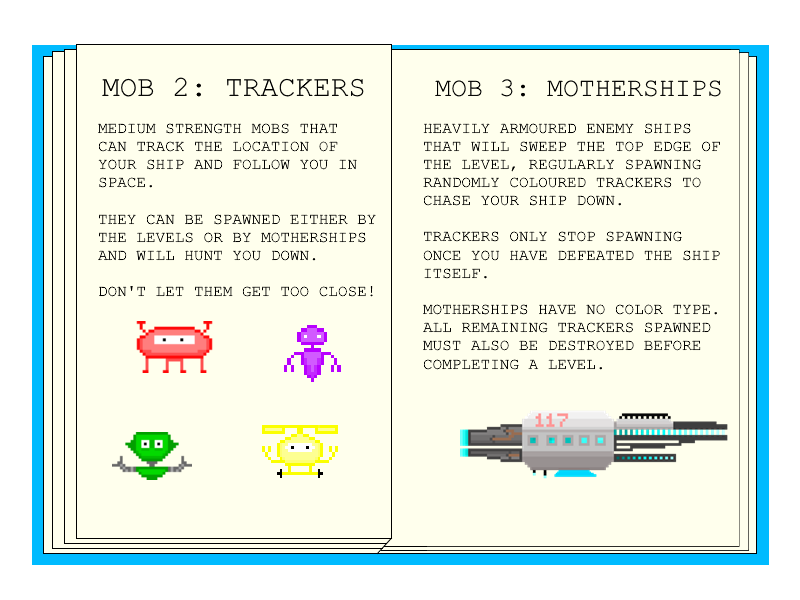 MOB 2: TRACKERS
MEDIUM STRENGTH MOBS THAT
CAN TRACK THE LOCATION OF
YOUR SHIP AND FOLLOW YOU IN
SPACE.
THEY CAN BE SPAWNED EITHER BY
THE LEVELS OR BY MOTHERSHIPS
AND WILL HUNT YOU DOWN.
DON'T LET THEM GET TOO CLOSE!
MOB 3: MOTHERSHIPS
HEAVILY ARMOURED ENEMY SHIPS
THAT WILL SWEEP THE TOP EDGE OF
THE LEVEL, REGULARLY SPAWNING
RANDOMLY COLOURED TRACKERS TO
CHASE YOUR SHIP DOWN.
TRACKERS ONLY STOP SPAWNING
ONCE YOU HAVE DEFEATED THE SHIP
ITSELF.
MOTHERSHIPS HAVE NO COLOR TYPE.
ALL REMAINING TRACKERS SPAWNED
MUST ALSO BE DESTROYED BEFORE
COMPLETING A LEVEL.
117